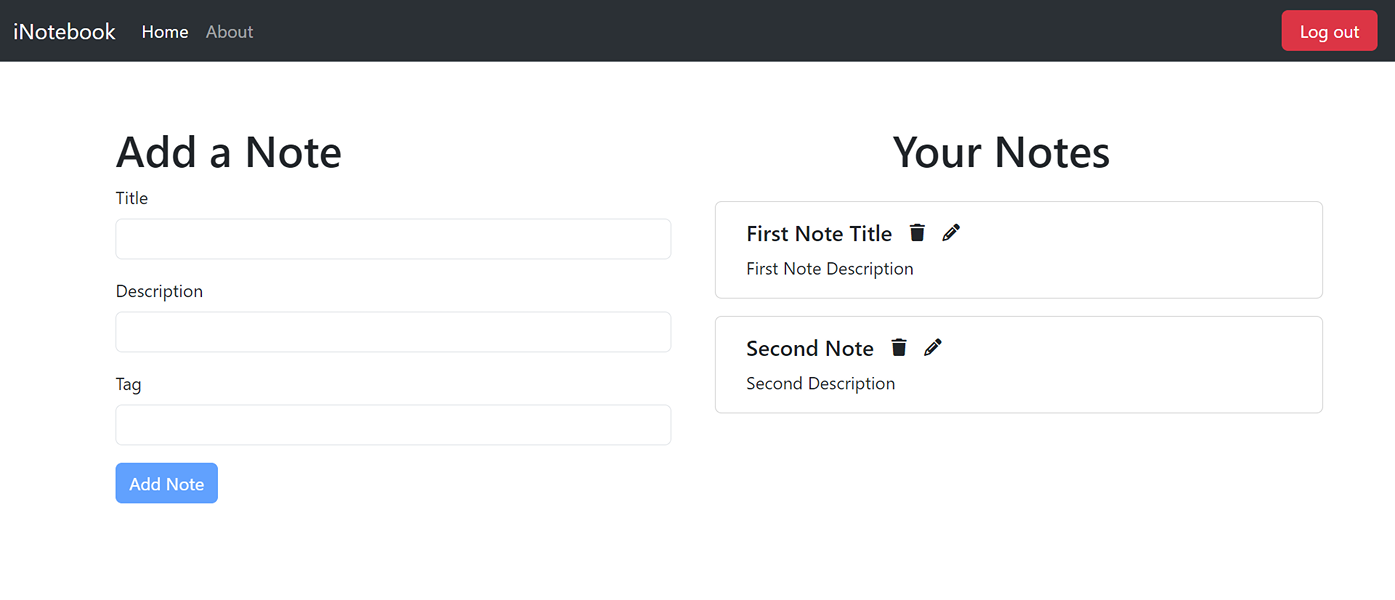 iNotebook Home About Log out
Add a Note
Title
Description
Tag
Add Note
Your Notes
First Note Title
First Note Description
Second Note
Second Description